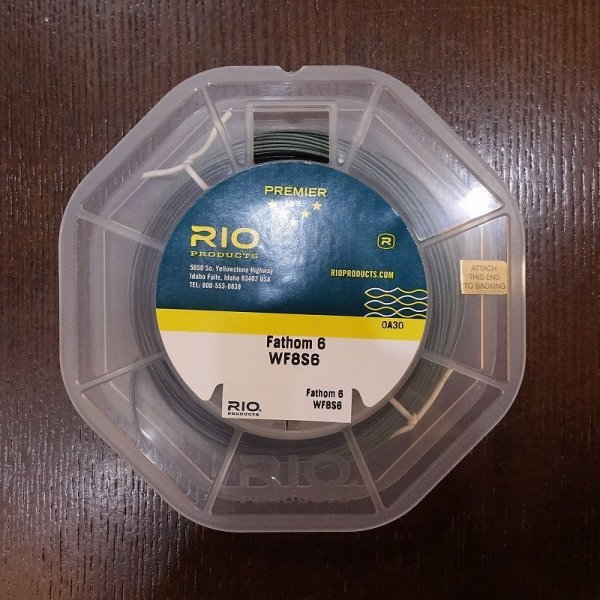 PREMIER
RIO
PRODUCTS
5050 So. Yellowstone Highway
Idaho Falls, Idaho 83402 USA
TEL: 800-553-0838
R
RIOPRODUCTS.COM
ATTACH
THIS END
TO BACKING
0A30
Fathom 6
WF8S6
RIO
PRODUCTS
Fathom 6
WF8S6
RIO
PRODUCTS